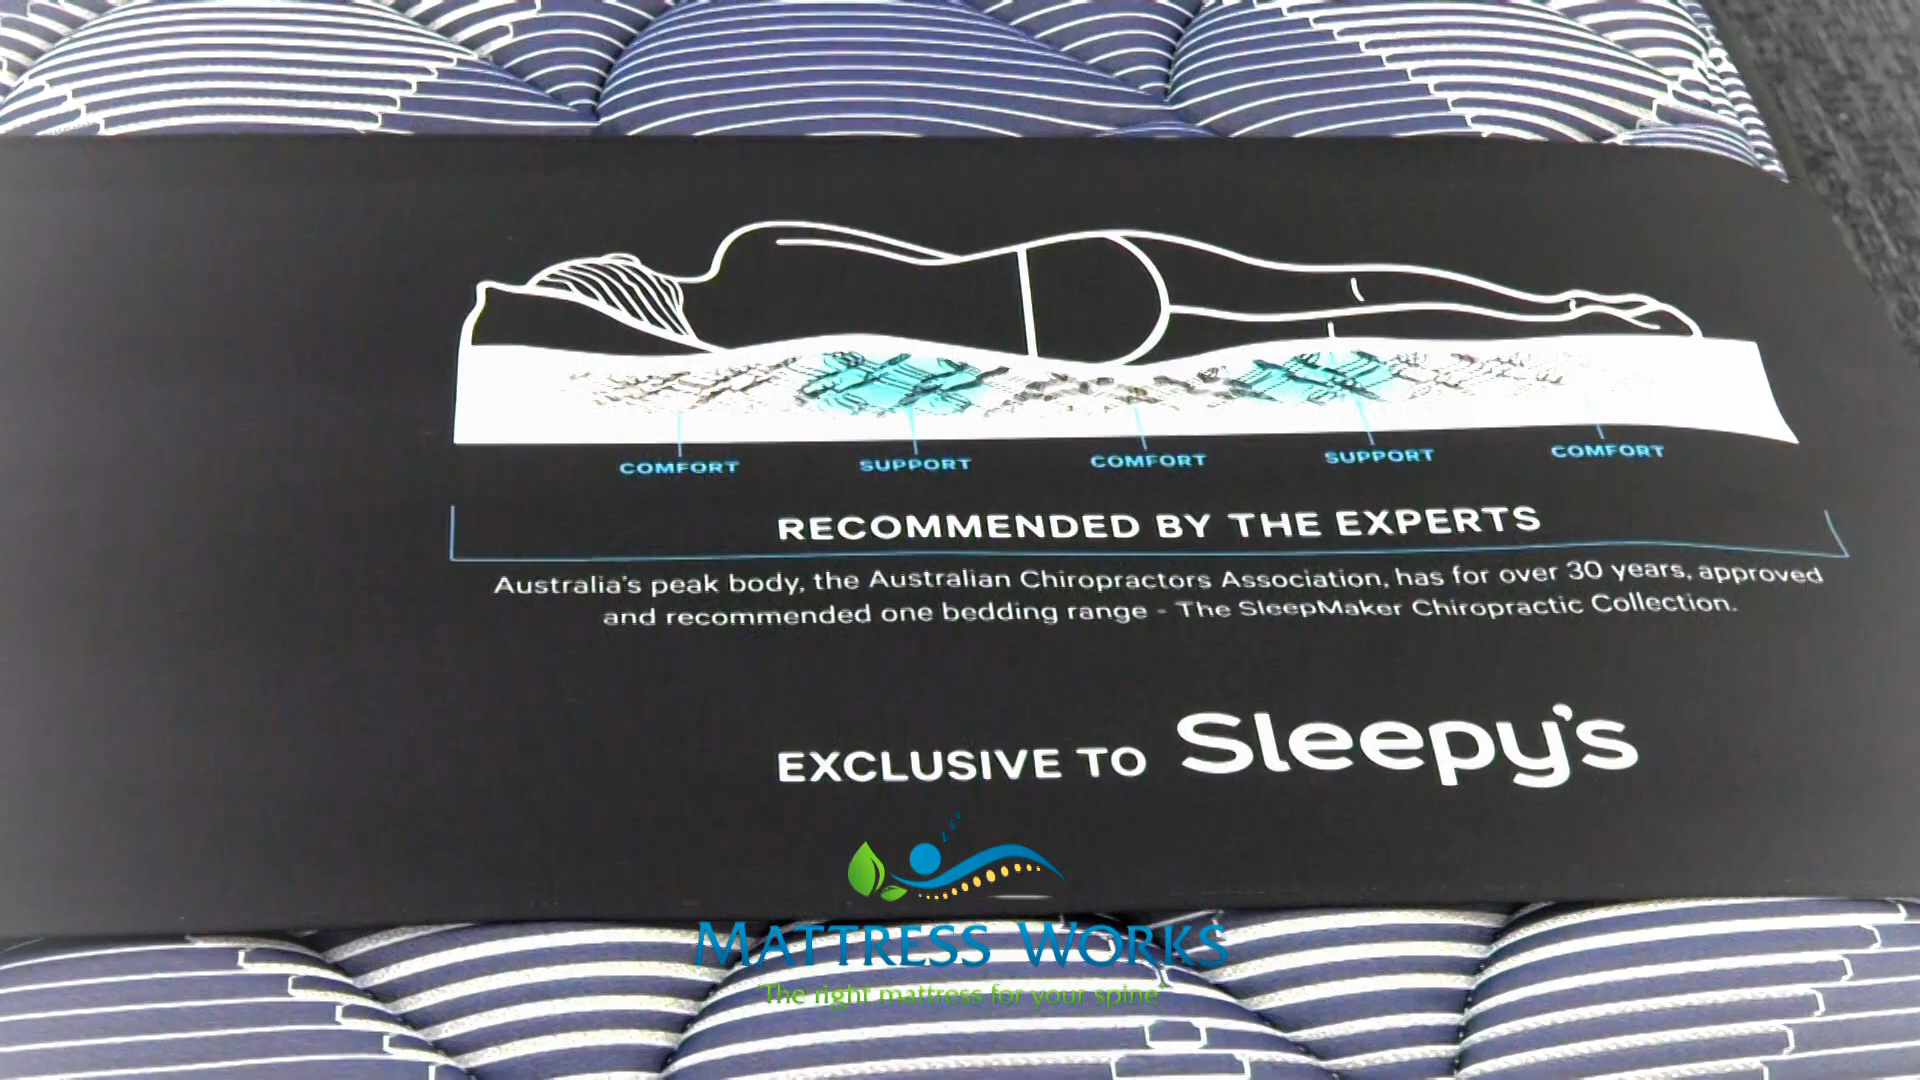 COMFORT SUPPORT COMFORT SUPPORT COMFORT
RECOMMENDED BY THE EXPERTS
Australia's peak body, the Australian Chiropractors Association, has for over 30 years, approved
and recommended one bedding range - The SleepMaker Chiropractic Collection.
EXCLUSIVE TO Sleepy's
zzz
MATTRESS WORKS
"The right mattress for your spine"